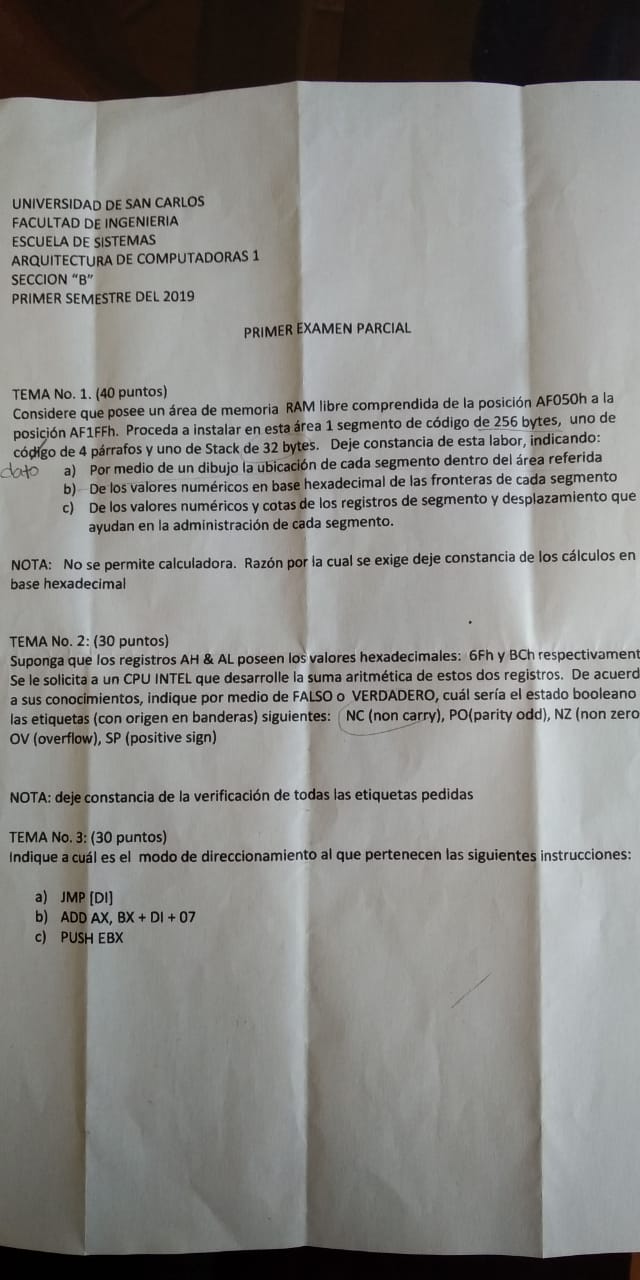 UNIVERSIDAD DE SAN CARLOS
FACULTAD DE INGENIERIA
ESCUELA DE SISTEMAS
ARQUITECTURA DE COMPUTADORAS 1
SECCION "B"
PRIMER SEMESTRE DEL 2019
PRIMER EXAMEN PARCIAL
TEMA No. 1. (40 puntos)
Considere que posee un área de memoria RAM libre comprendida de la posición AF050h a la
posición AF1FFh. Proceda a instalar en esta área 1 segmento de código de 256 bytes, uno de
código de 4 párrafos y uno de Stack de 32 bytes. Deje constancia de esta labor, indicando:
dato
a) Por medio de un dibujo la ubicación de cada segmento dentro del área referida
b) De los valores numéricos en base hexadecimal de las fronteras de cada segmento
c) De los valores numéricos y cotas de los registros de segmento y desplazamiento que
ayudan en la administración de cada segmento.
NOTA: No se permite calculadora. Razón por la cual se exige deje constancia de los cálculos en
base hexadecimal
TEMA No. 2: (30 puntos)
Suponga que los registros AH & AL poseen los valores hexadecimales: 6Fh y BCh respectivament
Se le solicita a un CPU INTEL que desarrolle la suma aritmética de estos dos registros. De acuerd
a sus conocimientos, indique por medio de FALSO o VERDADERO, cuál sería el estado booleano
las etiquetas (con origen en banderas) siguientes: NC (non carry), PO(parity odd), NZ (non zero
OV (overflow), SP (positive sign)
NOTA: deje constancia de la verificación de todas las etiquetas pedidas
TEMA No. 3: (30 puntos)
Indique a cuál es el modo de direccionamiento al que pertenecen las siguientes instrucciones:
a) JMP [DI]
b) ADD AX, BX + DI + 07
c) PUSH EBX